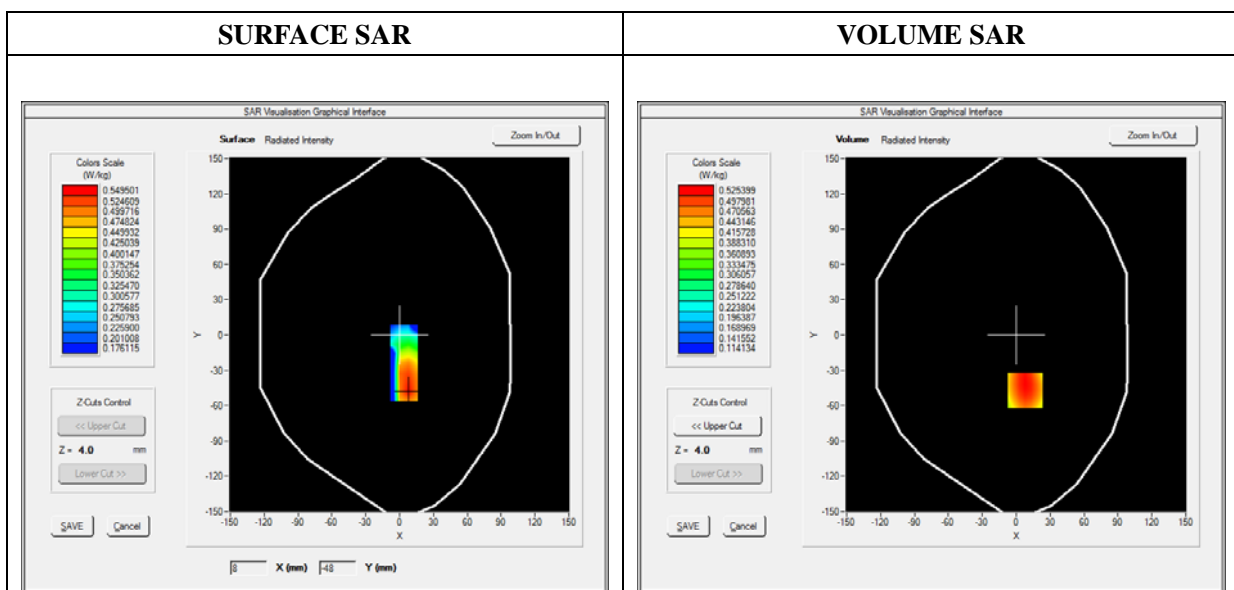 SURFACE SAR
SAR Visualisation Graphical Interface
Surface Radiated Intensity
Zoom In/Out
Colors Scale
(W/kg)
0.549501
0.524609
0.499716
0.474824
0.449932
0.425039
0.400147
0.375254
0.350362
0.325470
0.300577
0.275685
0.250793
0.225900
0.201008
0.176115
Z-Cuts Control
<< Upper Cut
Z = 4.0 mm
Lower Cut >>
SAVE Cancel
150
120
90
60
30
0
-30
-60
-90
-120
-150
Y
-150 -120 -90 -60 -30 0 30 60 90 120 150
X
8 X (mm) -48 Y (mm)
VOLUME SAR
SAR Visualisation Graphical Interface
Volume Radiated Intensity
Zoom In/Out
Colors Scale
(W/kg)
0.525399
0.497981
0.470563
0.443146
0.415728
0.388310
0.360893
0.333475
0.306057
0.278640
0.251222
0.223804
0.196387
0.168969
0.141552
0.114134
Z-Cuts Control
<< Upper Cut
Z = 4.0 mm
Lower Cut >>
SAVE Cancel
150
120
90
60
30
0
-30
-60
-90
-120
-150
Y
-150 -120 -90 -60 -30 0 30 60 90 120 150
X